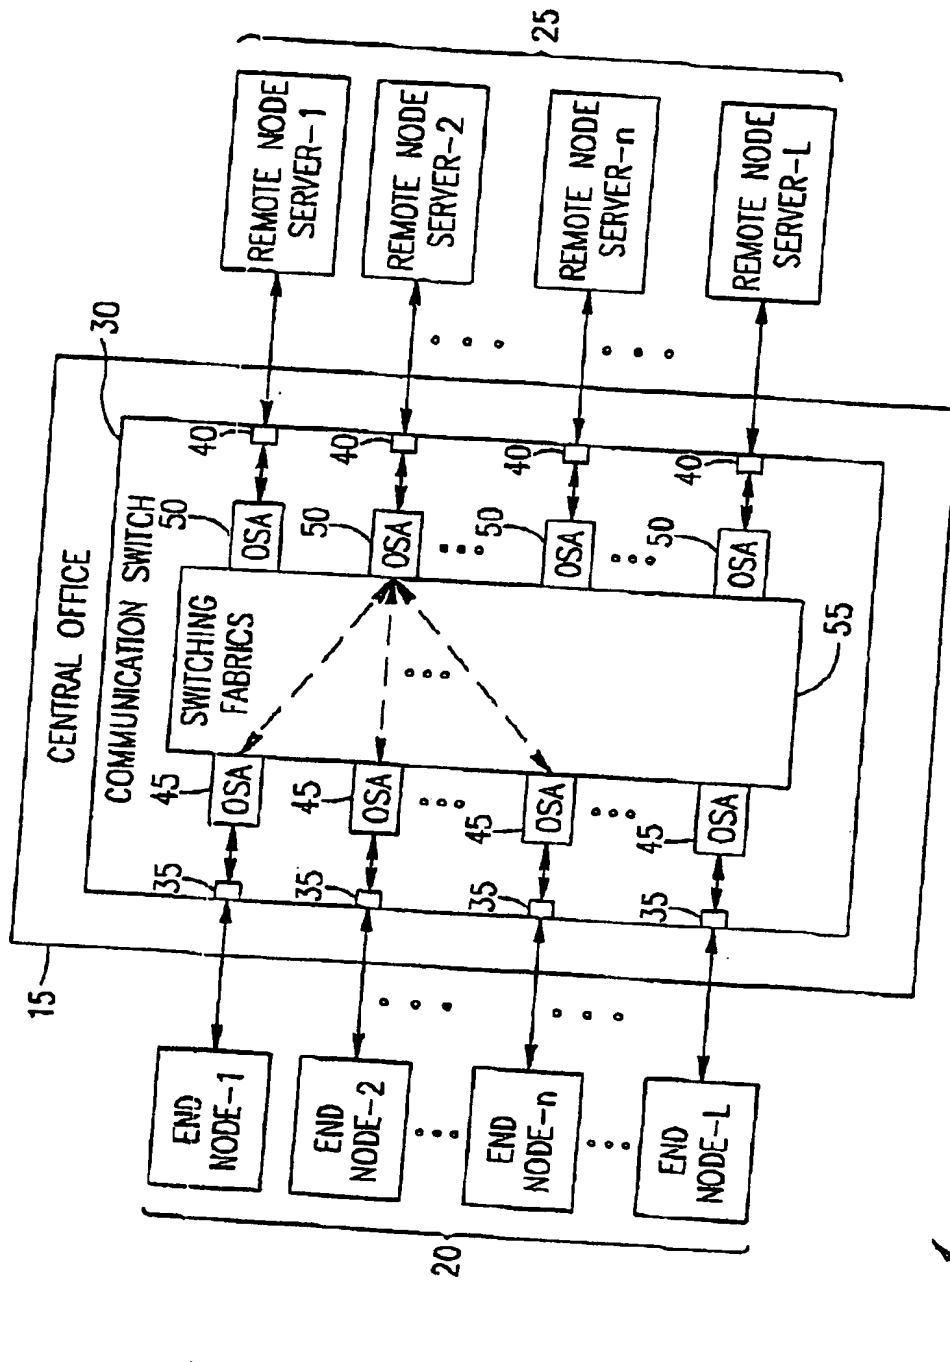 15
CENTRAL OFFICE
30
COMMUNICATION SWITCH
SWITCHING
FABRICS
55
20
END
NODE-1
END
NODE-2
END
NODE-n
END
NODE-L
35
35
35
35
45
OSA
45
OSA
45
OSA
45
OSA
50
OSA
50
OSA
50
OSA
50
OSA
40
40
40
40
REMOTE NODE
SERVER-1
REMOTE NODE
SERVER-2
REMOTE NODE
SERVER-n
REMOTE NODE
SERVER-L
25